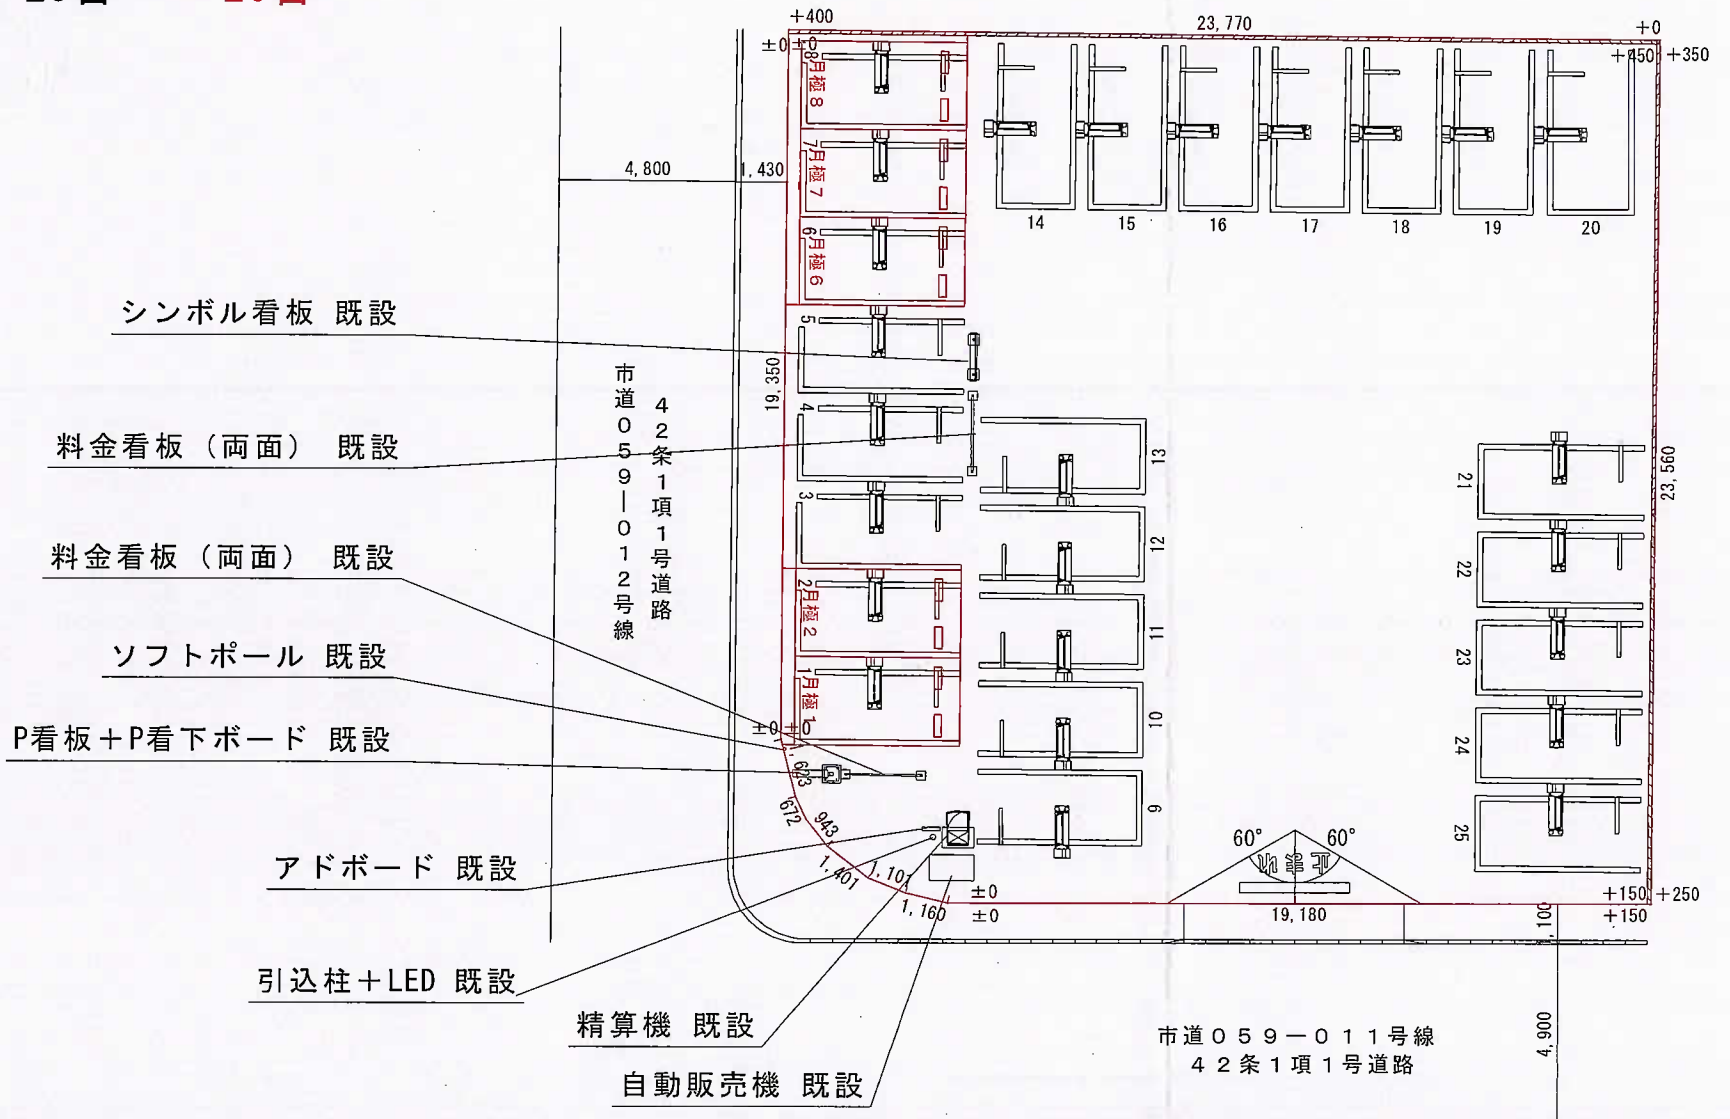 +400
23,770
+0
±0
±0
+450
+350
8
月極8
7
月極7
4,800
1,430
6
月極6
14
15
16
17
18
19
20
シンボル看板 既設
5
19,350
市道059-012号線
42条1項1号道路
4
料金看板(両面) 既設
13
21
23,560
3
12
料金看板(両面) 既設
22
2
月極2
11
23
ソフトポール 既設
1
月極1
10
±0
±0
24
P看板+P看下ボード 既設
623
672
943
9
25
60°
60°
止まれ
アドボード 既設
1,401
1,101
1,160
±0
±0
19,180
+150
+250
+150
引込柱+LED 既設
精算機 既設
自動販売機 既設
市道059-011号線
42条1項1号道路
4,900